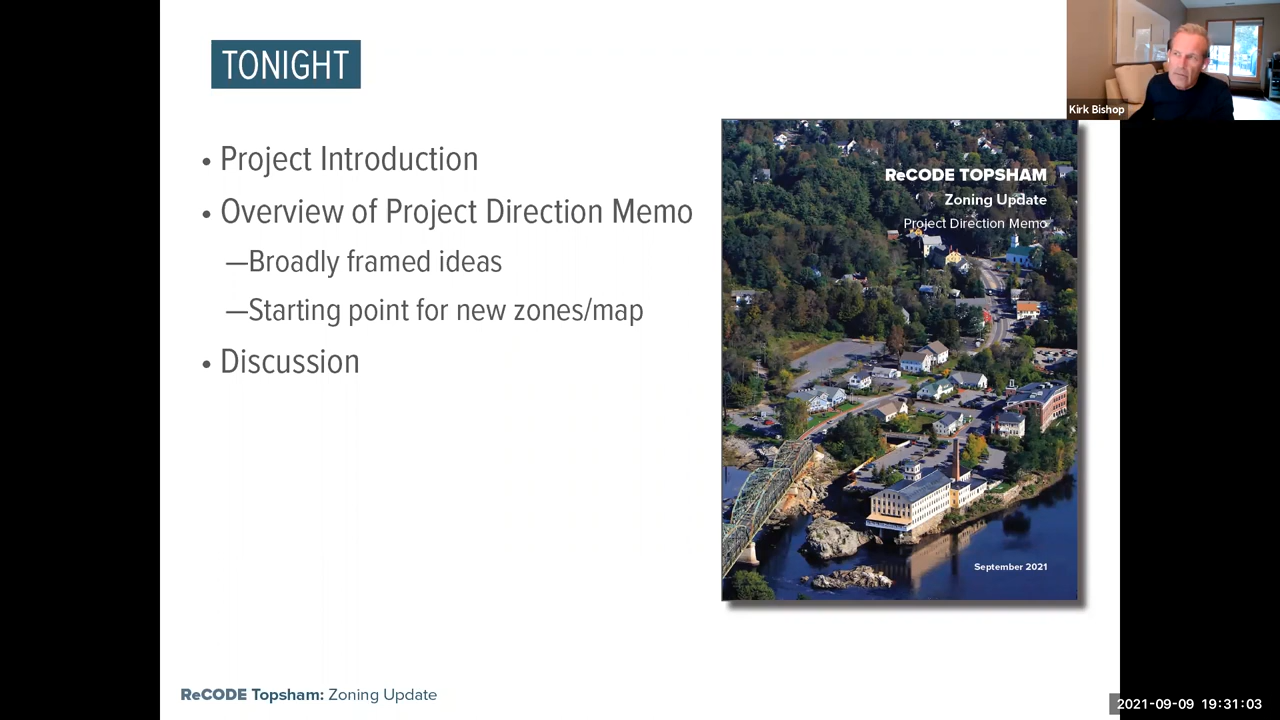 TONIGHT
• Project Introduction
• Overview of Project Direction Memo
—Broadly framed ideas
—Starting point for new zones/map
• Discussion
Kirk Bishop
ReCODE TOPSHAM
Zoning Update
Project Direction Memo
September 2021
ReCODE Topsham: Zoning Update
2021-09-09 19:31:03